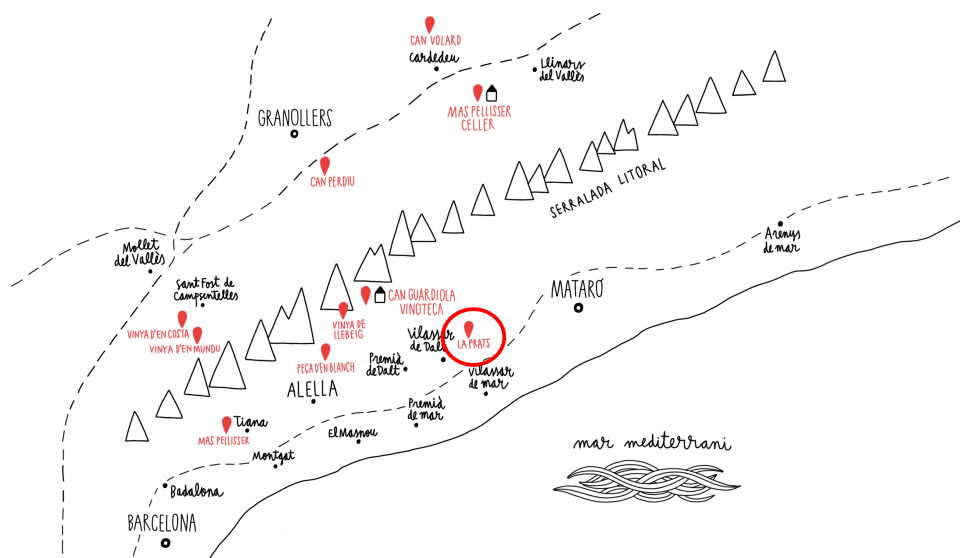 CAN VOLARD
Cardedeu
Llinars
del Vallès
MAS PELLISSER
CELLER
GRANOLLERS
CAN PERDIU
SERRALADA LITORAL
Arenys
de mar
Mollet
del Vallès
Sant Fost de
Campsentelles
CAN GUARDIOLA
VINOTECA
MATARÓ
VINYA D'EN COSTA
VINYA D'EN MUNDU
VINYA DE
LLEBEIG
Vilassar
de Dalt
LA PRATS
PEÇA D'EN BLANCH
Premià
de Dalt
Vilassar
de mar
ALELLA
Premià
de mar
Tiana
MAS PELLISSER
El Masnou
Montgat
mar mediterrani
Badalona
BARCELONA